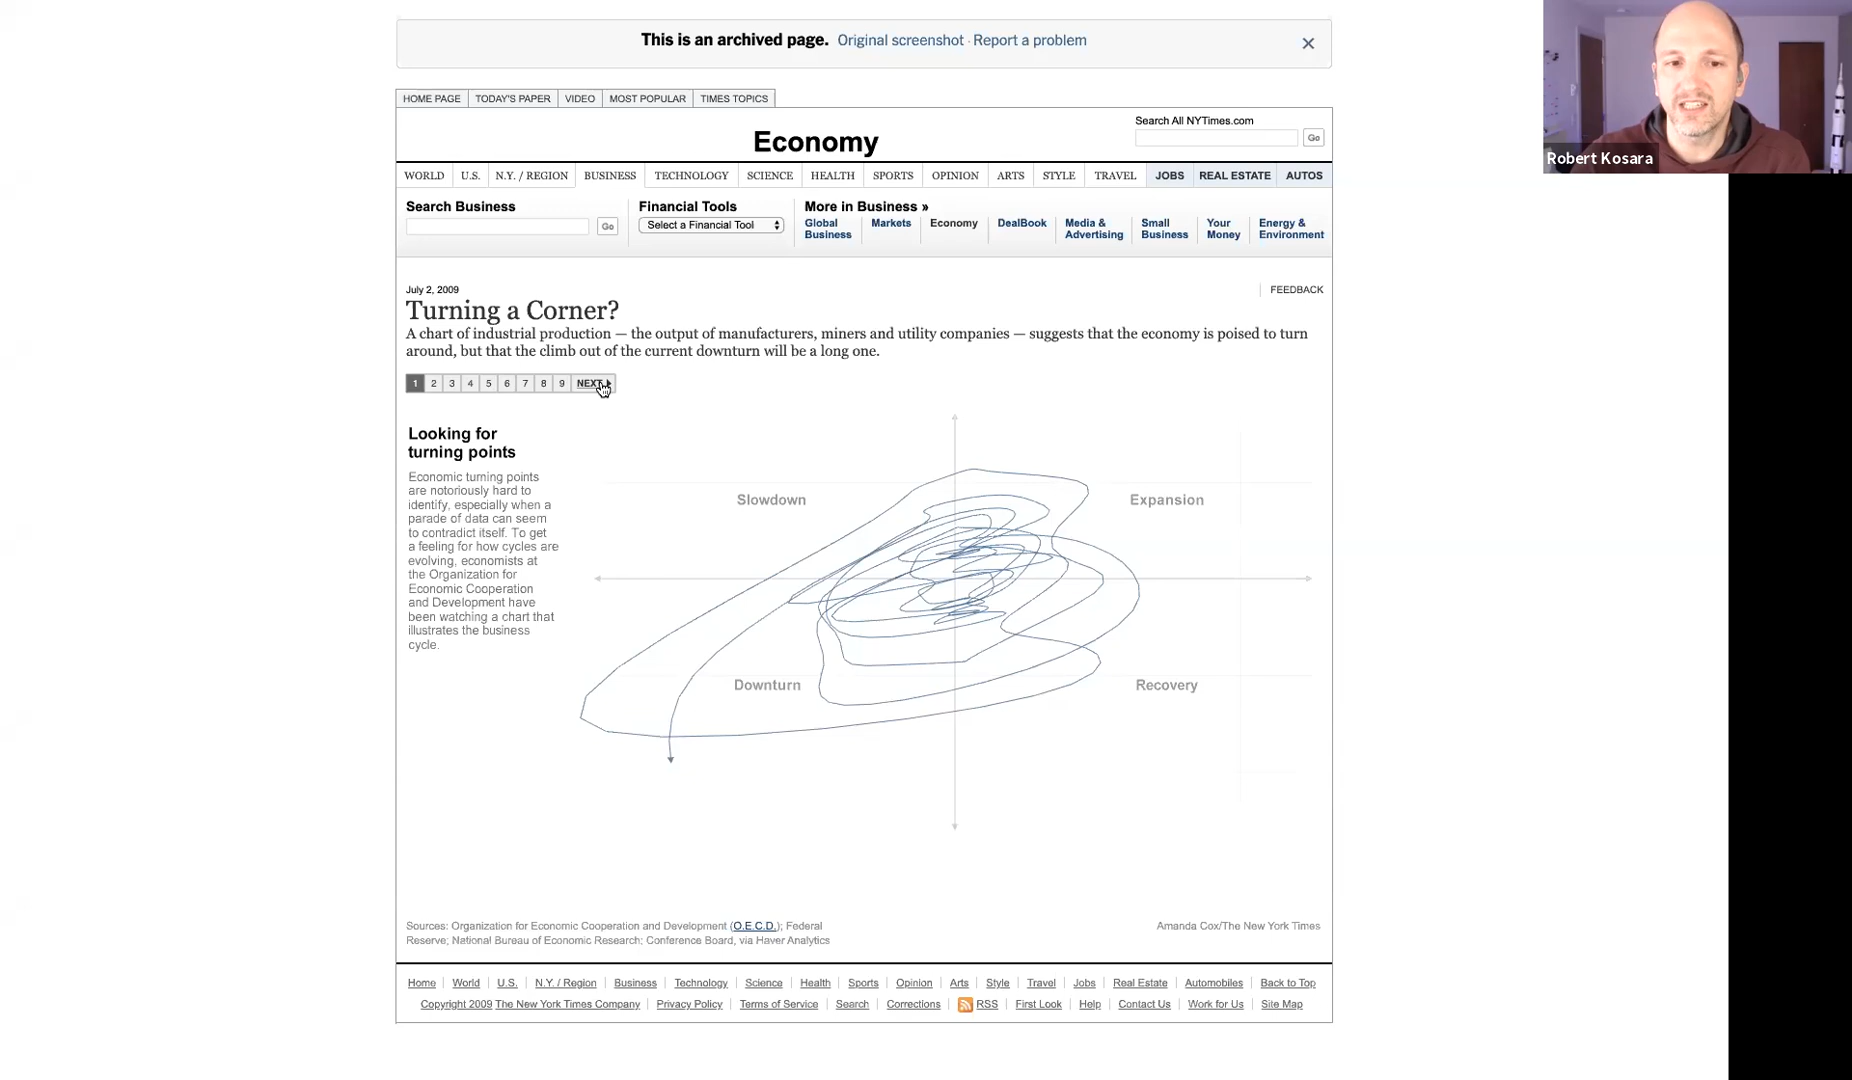 This is an archived page. Original screenshot · Report a problem
HOME PAGE TODAY'S PAPER VIDEO MOST POPULAR TIMES TOPICS
Search All NYTimes.com
Economy
Go
Robert Kosara
WORLD U.S. N.Y. / REGION BUSINESS TECHNOLOGY SCIENCE HEALTH SPORTS OPINION ARTS STYLE TRAVEL JOBS REAL ESTATE AUTOS
Search Business
Go
Financial Tools
Select a Financial Tool
More in Business »
Global Business
Markets
Economy
DealBook
Media & Advertising
Small Business
Your Money
Energy & Environment
July 2, 2009
FEEDBACK
Turning a Corner?
A chart of industrial production — the output of manufacturers, miners and utility companies — suggests that the economy is poised to turn
around, but that the climb out of the current downturn will be a long one.
1 2 3 4 5 6 7 8 9 NEXT
Looking for
turning points
Economic turning points
are notoriously hard to
identify, especially when a
parade of data can seem
to contradict itself. To get
a feeling for how cycles are
evolving, economists at
the Organization for
Economic Cooperation
and Development have
been watching a chart that
illustrates the business
cycle.
Slowdown
Expansion
Downturn
Recovery
Sources: Organization for Economic Cooperation and Development (O.E.C.D.); Federal
Reserve; National Bureau of Economic Research; Conference Board, via Haver Analytics
Amanda Cox/The New York Times
Home World U.S. N.Y. / Region Business Technology Science Health Sports Opinion Arts Style Travel Jobs Real Estate Automobiles Back to Top
Copyright 2009 The New York Times Company Privacy Policy Terms of Service Search Corrections RSS First Look Help Contact Us Work for Us Site Map